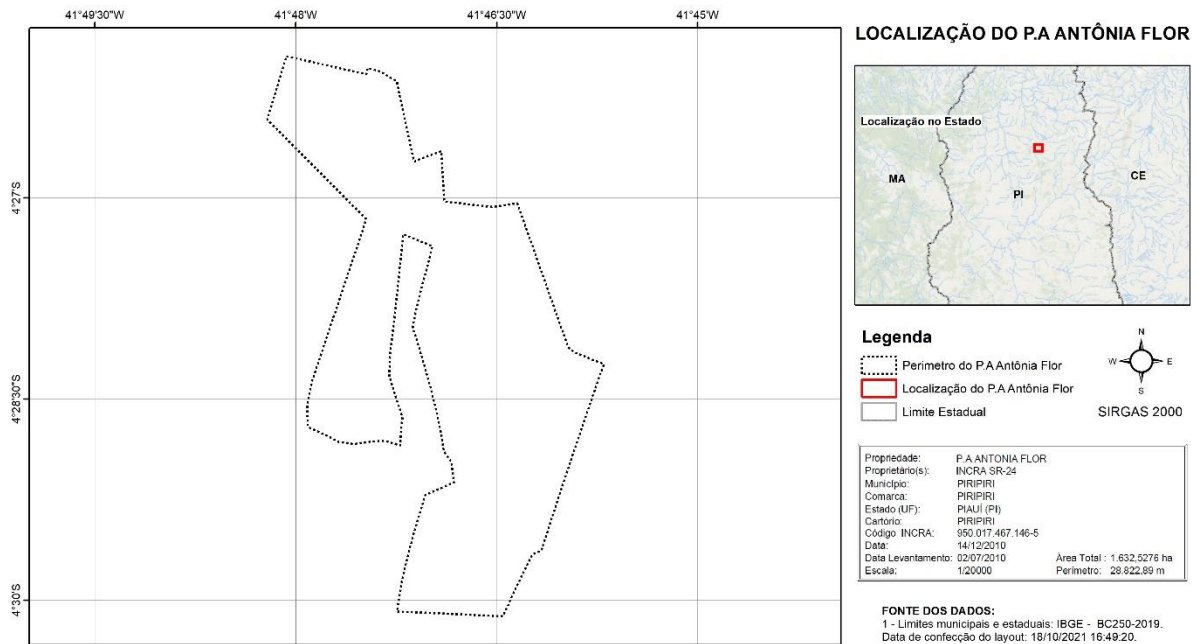 41°49'30"W 41°48'W 41°46'30"W 41°45'W
4°27'S
4°28'30"S
4°30'S
LOCALIZAÇÃO DO P.A ANTÔNIA FLOR
Localização no Estado
MA
PI
CE
Legenda
Perimetro do P.A Antônia Flor
Localização do P.A Antônia Flor
Limite Estadual
N
W E
S
SIRGAS 2000
Propriedade: P.A ANTONIA FLOR
Proprietário(s): INCRA SR-24
Município: PIRIPIRI
Comarca: PIRIPIRI
Estado (UF): PIAUÍ (PI)
Cartório: PIRIPIRI
Código INCRA: 950.017.467.146-5
Data: 14/12/2010
Data Levantamento: 02/07/2010 Área Total : 1.632,5276 ha
Escala: 1/20000 Perímetro: 28.822,89 m
FONTE DOS DADOS:
1 - Limites municipais e estaduais: IBGE - BC250-2019.
Data de confecção do layout: 18/10/2021 16:49:20.